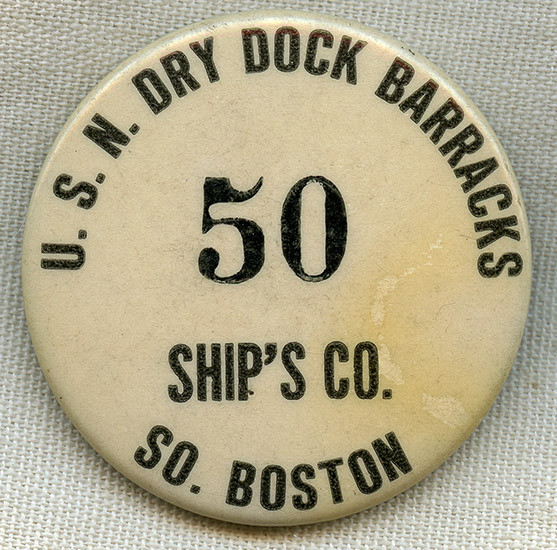 U. S. N. DRY DOCK BARRACKS
50
SHIP'S CO.
SO. BOSTON